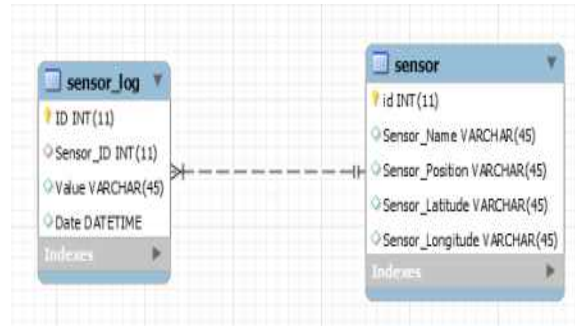 sensor_log
ID INT(11)
Sensor_ID INT(11)
Value VARCHAR(45)
Date DATETIME
Indexes
sensor
id INT(11)
Sensor_Name VARCHAR(45)
Sensor_Position VARCHAR(45)
Sensor_Latitude VARCHAR(45)
Sensor_Longitude VARCHAR(45)
Indexes